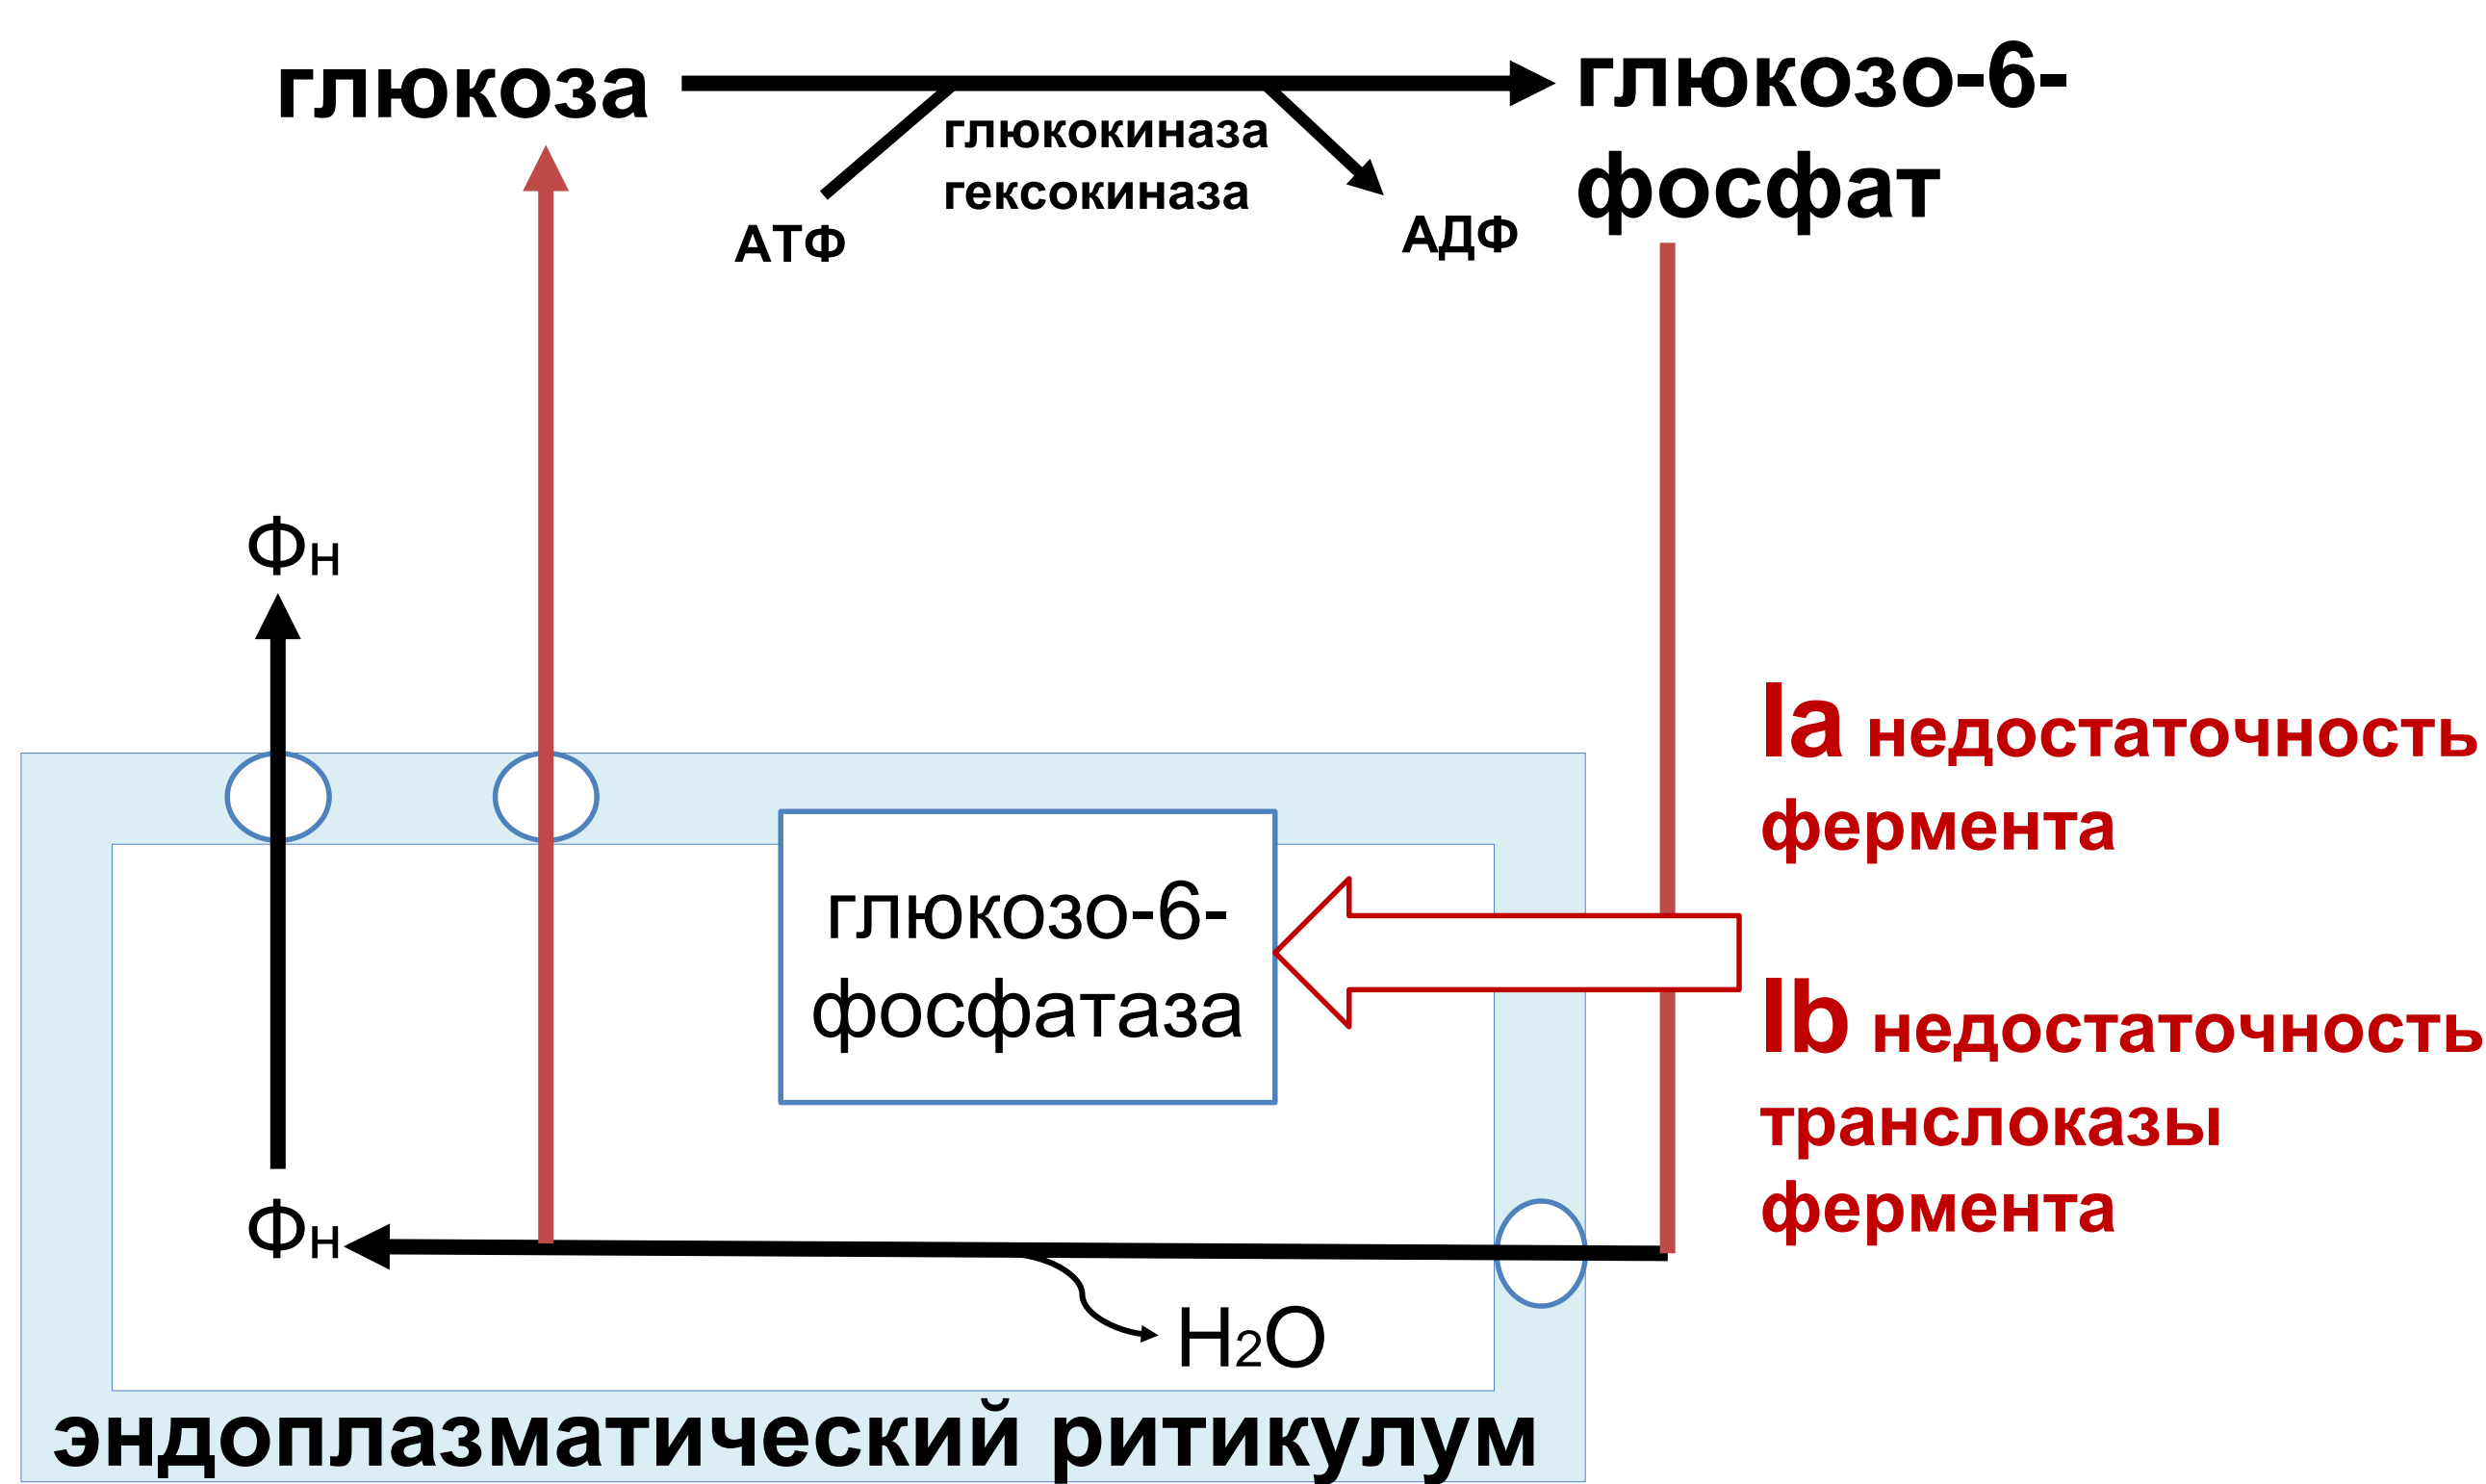 глюкоза
глюкозо-6-
фосфат
глюкокиназа
гексокиназа
АТФ
АДФ
Фн
Iа недостаточность
фермента
глюкозо-6-
фосфатаза
Ib недостаточность
транслоказы
фермента
Фн
H2O
эндоплазматический ритикулум